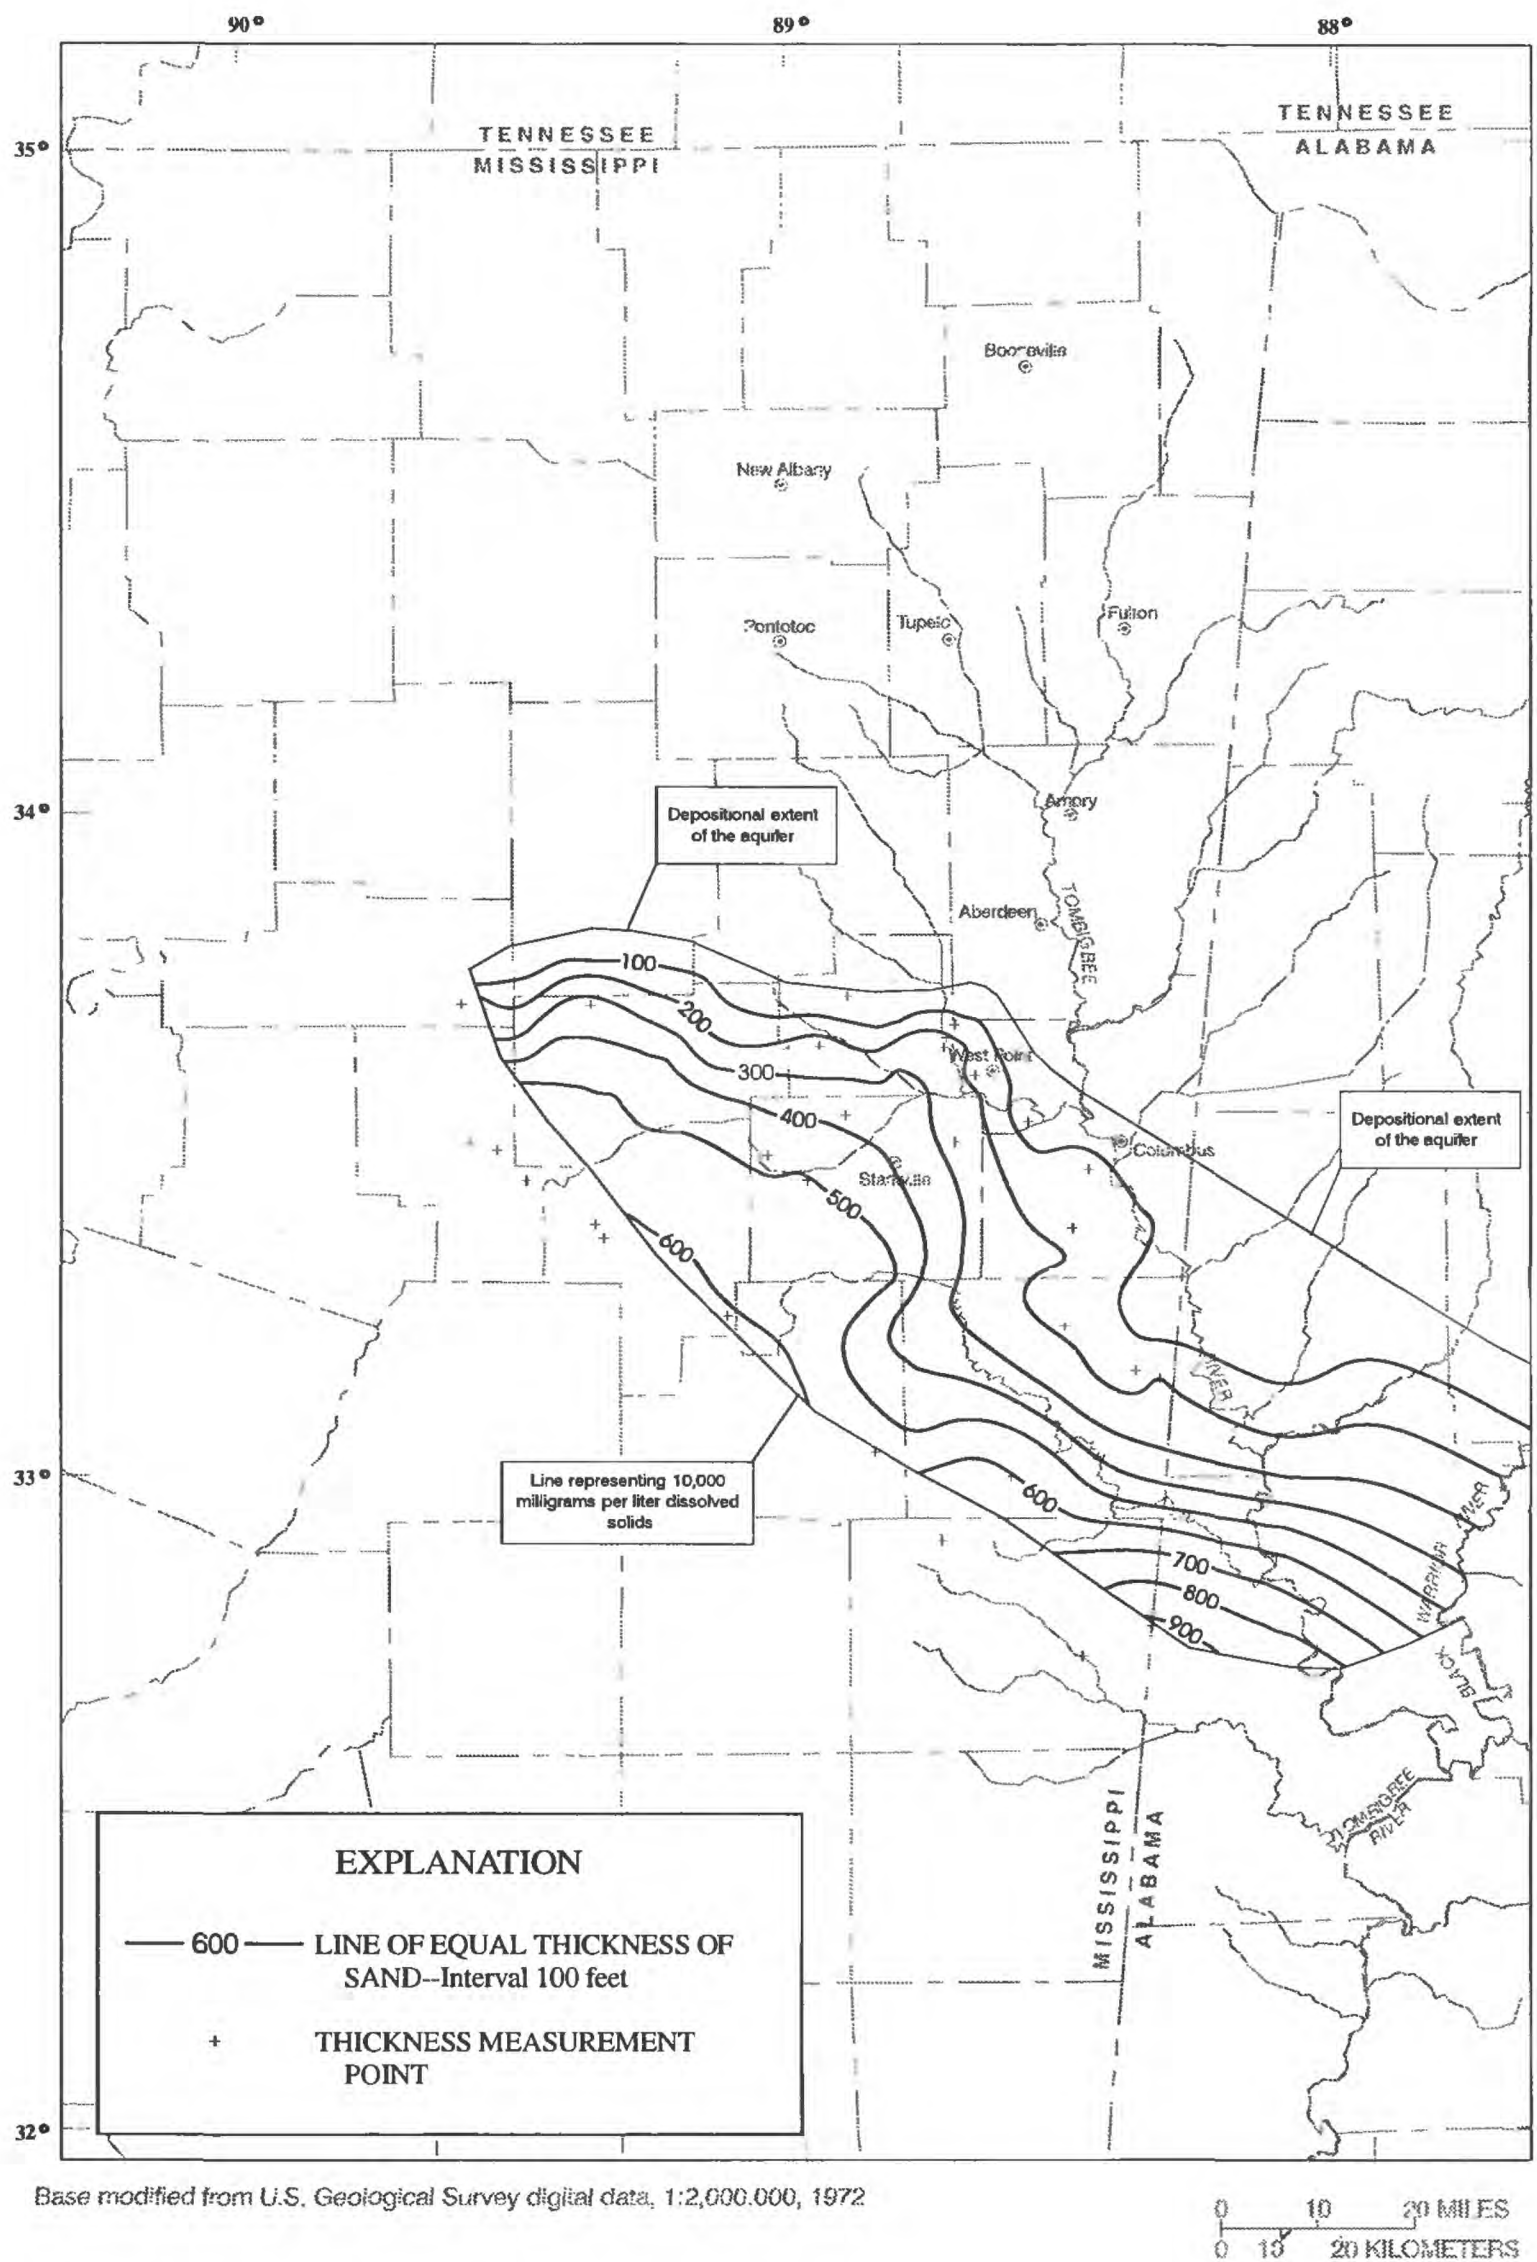 90° 89° 88°
TENNESSEE
MISSISSIPPI
TENNESSEE
ALABAMA
35°
Booneville
New Albany
Pontotoc
Tupelo
Fulton
34°
Depositional extent
of the aquifer
Amory
Aberdeen
TOMBIGBEE
100
200
West Point
300
400
Depositional extent
of the aquifer
Columbus
Starkville
500
600
RIVER
33°
Line representing 10,000
milligrams per liter dissolved
solids
600
700
800
900
WARRIOR RIVER
BLACK
TOMBIGBEE
RIVER
MISSISSIPPI
ALABAMA
EXPLANATION
600 LINE OF EQUAL THICKNESS OF
SAND--Interval 100 feet
+ THICKNESS MEASUREMENT
POINT
32°
Base modified from U.S. Geological Survey digital data, 1:2,000,000, 1972
0 10 20 MILES
0 10 20 KILOMETERS